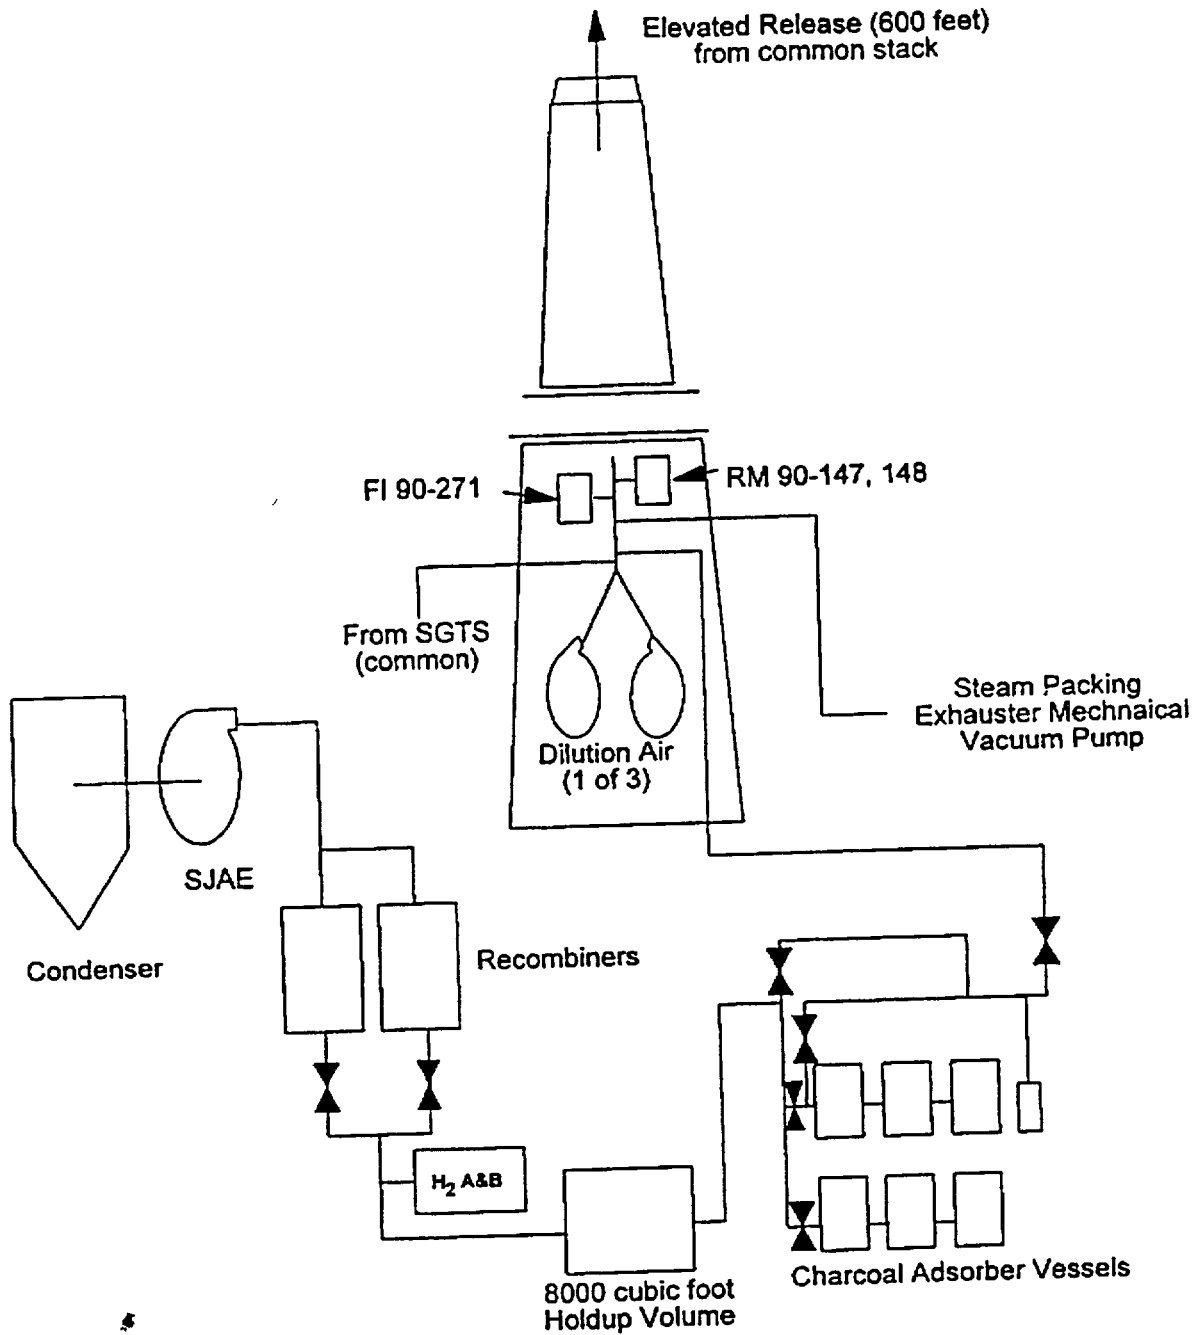 Elevated Release (600 feet)
from common stack
FI 90-271
RM 90-147, 148
From SGTS
(common)
Dilution Air
(1 of 3)
Steam Packing
Exhauster Mechnaical
Vacuum Pump
SJAE
Condenser
Recombiners
H₂ A&B
8000 cubic foot
Holdup Volume
Charcoal Adsorber Vessels